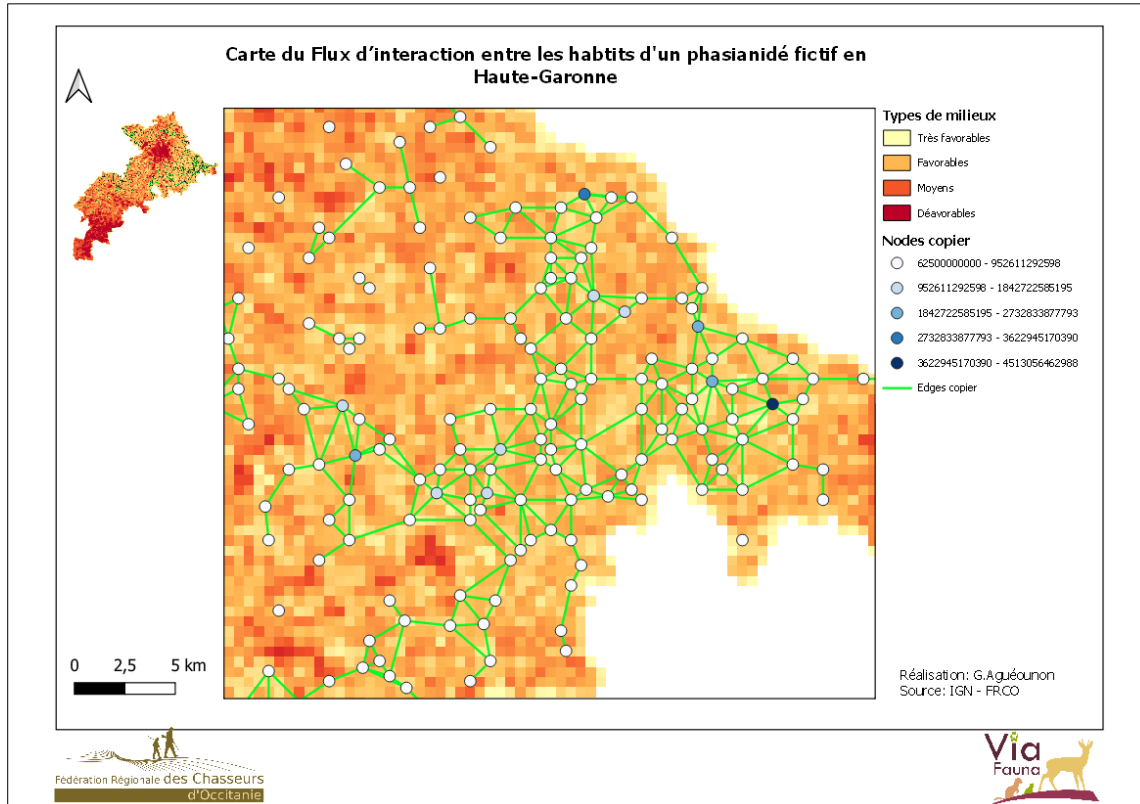 Carte du Flux d’interaction entre les habtits d'un phasianidé fictif en
Haute-Garonne
Types de milieux
Très favorables
Favorables
Moyens
Déavorables
Nodes copier
62500000000 - 952611292598
952611292598 - 1842722585195
1842722585195 - 2732833877793
2732833877793 - 3622945170390
3622945170390 - 4513056462988
Edges copier
0 2,5 5 km
Réalisation: G.Aguéounon
Source: IGN - FRCO
Fédération Régionale des Chasseurs
d'Occitanie
Via
Fauna